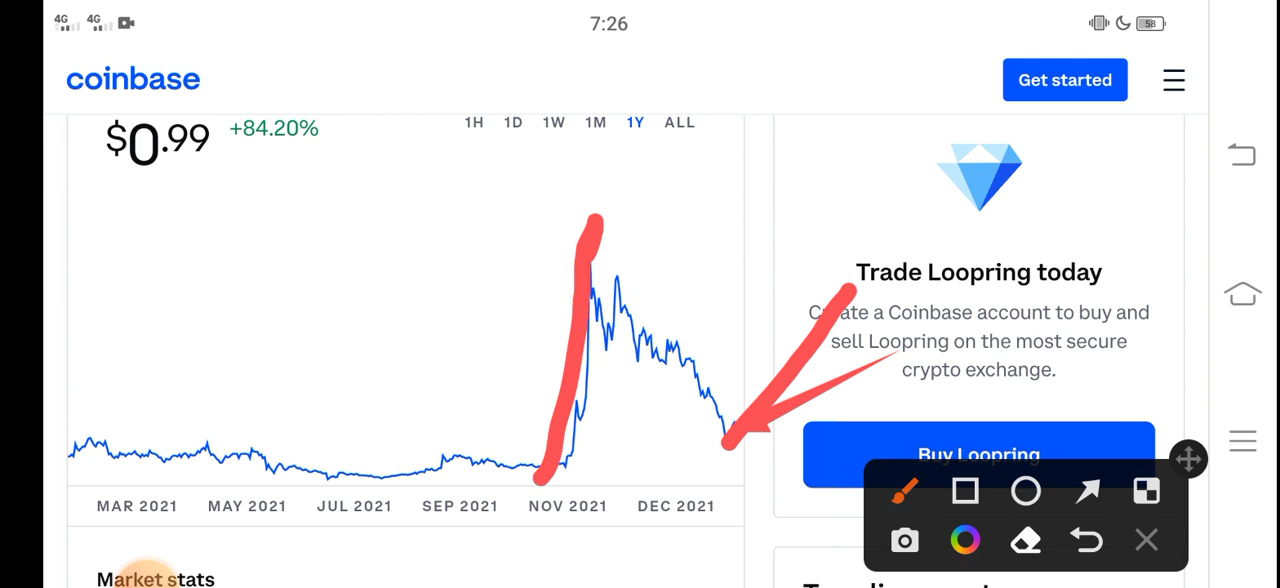 4G 4G 7:26 58
coinbase Get started
$0.99 +84.20% 1H 1D 1W 1M 1Y ALL
Trade Loopring today
Create a Coinbase account to buy and
sell Loopring on the most secure
crypto exchange.
Buy Loopring
MAR 2021 MAY 2021 JUL 2021 SEP 2021 NOV 2021 DEC 2021
Market stats